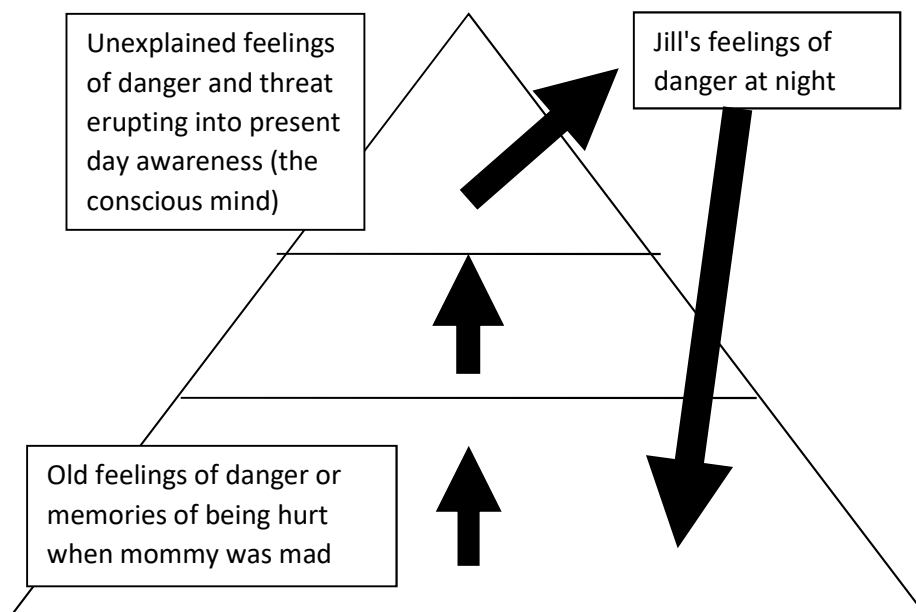 Unexplained feelings
of danger and threat
erupting into present
day awareness (the
conscious mind)
Jill's feelings of
danger at night
Old feelings of danger or
memories of being hurt
when mommy was mad